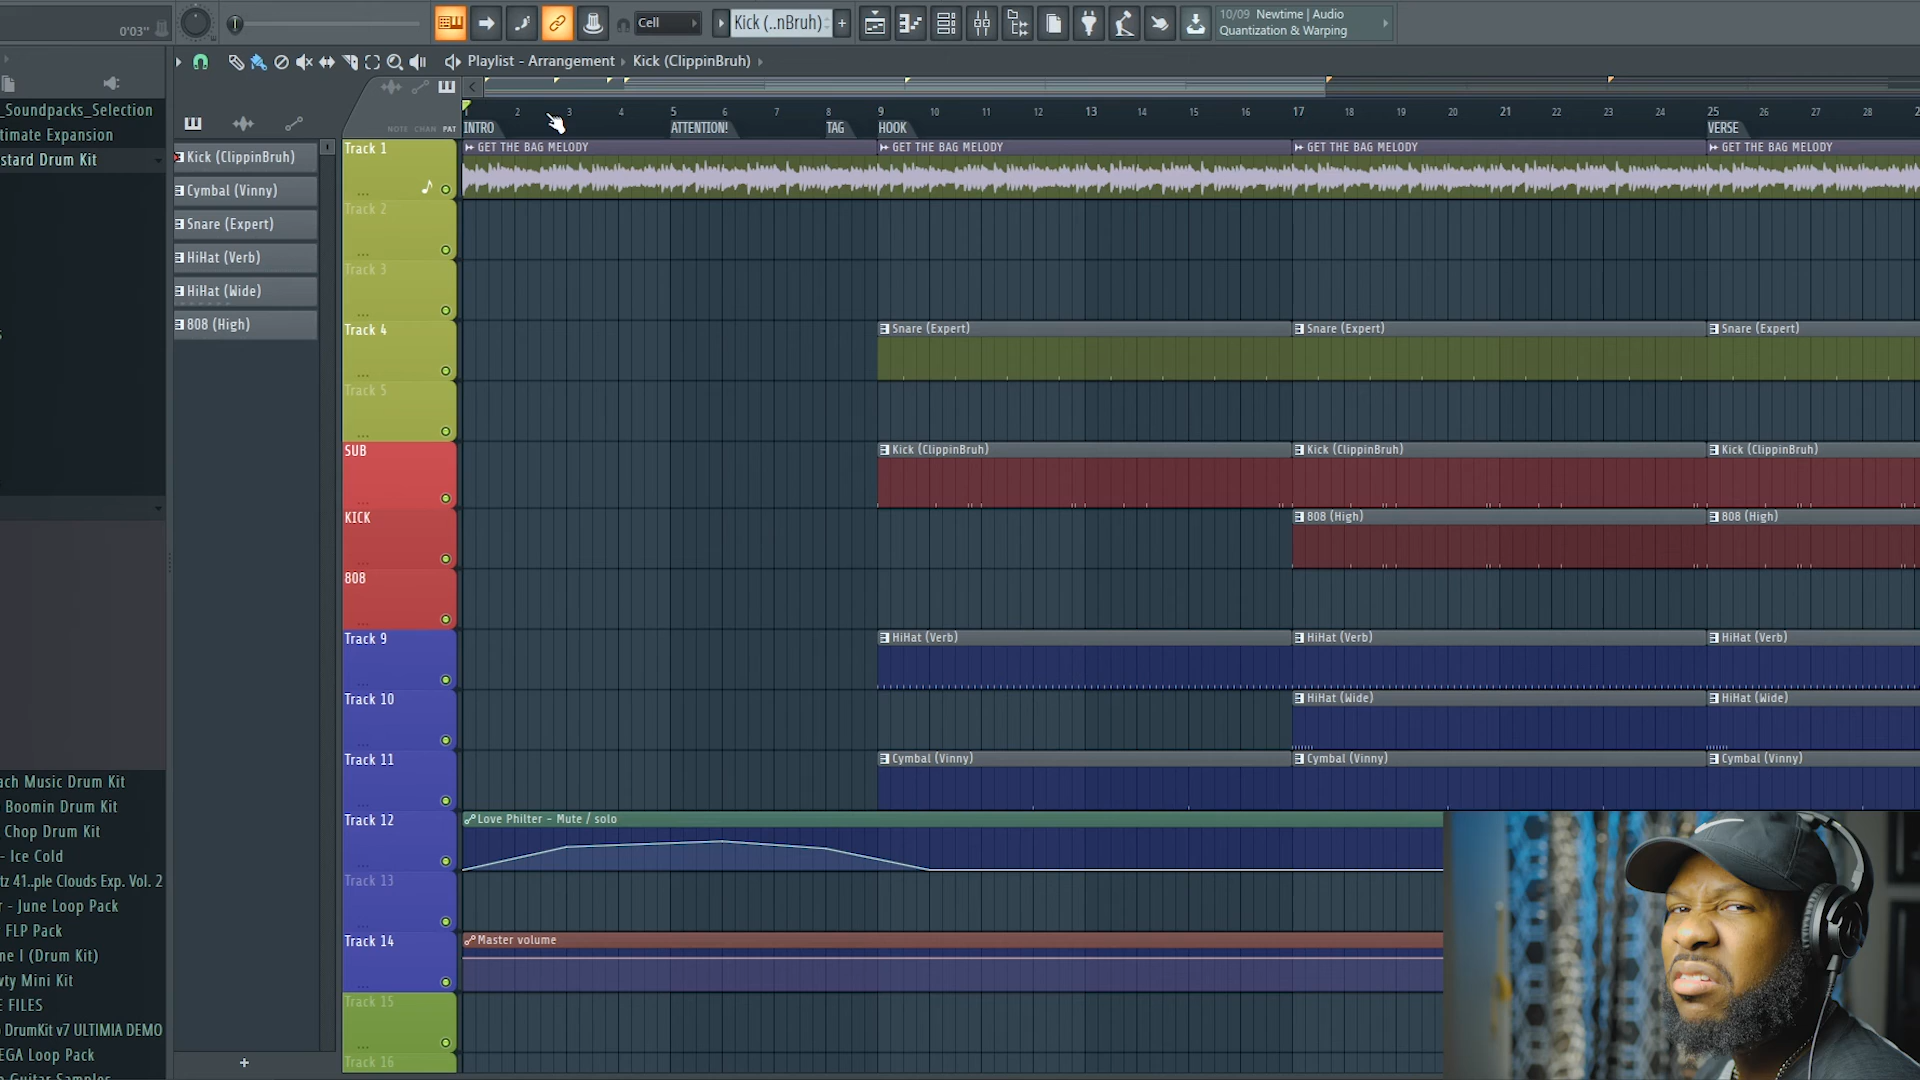 0'03"
Cell
Kick (..nBruh)
+
10/09 Newtime | Audio
Quantization & Warping
Playlist - Arrangement › Kick (ClippinBruh) ›
NOTE CHAN PAT
1 2 3 4 5 6 7 8 9 10 11 12 13 14 15 16 17 18 19 20 21 22 23 24 25 26 27 28
INTRO ATTENTION! TAG HOOK VERSE
_Soundpacks_Selection
timate Expansion
stard Drum Kit
Kick (ClippinBruh)
Cymbal (Vinny)
Snare (Expert)
HiHat (Verb)
HiHat (Wide)
808 (High)
+
Track 1
GET THE BAG MELODY GET THE BAG MELODY GET THE BAG MELODY GET THE BAG MELODY
Track 2
Track 3
Track 4
Snare (Expert) Snare (Expert) Snare (Expert)
Track 5
SUB
Kick (ClippinBruh) Kick (ClippinBruh) Kick (ClippinBruh)
KICK
808 (High) 808 (High)
808
Track 9
HiHat (Verb) HiHat (Verb) HiHat (Verb)
Track 10
HiHat (Wide) HiHat (Wide)
Track 11
Cymbal (Vinny) Cymbal (Vinny) Cymbal (Vinny)
Track 12
Love Philter - Mute / solo
Track 13
Track 14
Master volume
Track 15
Track 16
ach Music Drum Kit
Boomin Drum Kit
Chop Drum Kit
- Ice Cold
tz 41..ple Clouds Exp. Vol. 2
r - June Loop Pack
FLP Pack
ne I (Drum Kit)
wty Mini Kit
E FILES
DrumKit v7 ULTIMIA DEMO
EGA Loop Pack
Guitar Samples